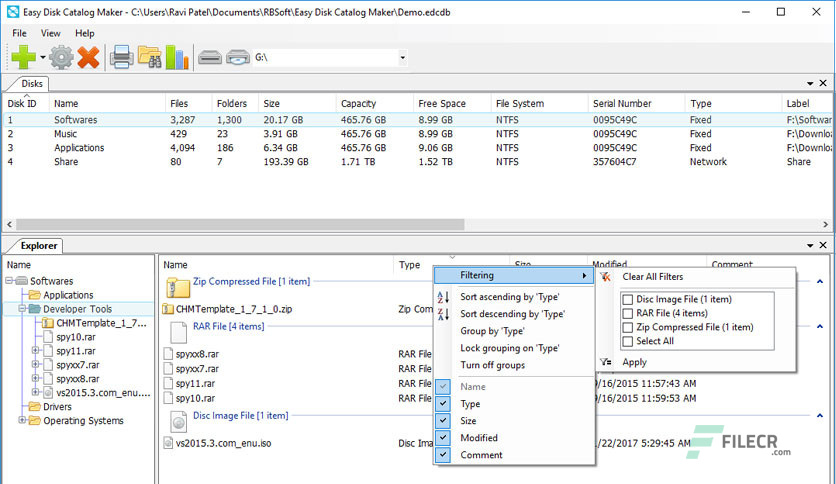 Easy Disk Catalog Maker - C:\Users\Ravi Patel\Documents\RBSoft\Easy Disk Catalog Maker\Demo.edcdb
File View Help
G:\
Disks
Disk ID Name Files Folders Size Capacity Free Space File System Serial Number Type Label
1 Softwares 3,287 1,300 20.17 GB 465.76 GB 8.99 GB NTFS 0095C49C Fixed F:\Softwar
2 Music 429 23 3.91 GB 465.76 GB 8.99 GB NTFS 0095C49C Fixed F:\Downlo
3 Applications 4,094 186 6.34 GB 465.76 GB 9.06 GB NTFS 0095C49C Fixed F:\Downlo
4 Share 80 7 193.39 GB 1.71 TB 1.52 TB NTFS 357604C7 Network Share
Explorer
Name
Softwares
Applications
Developer Tools
CHMTemplate_1_7...
spy10.rar
spy11.rar
spyxx7.rar
spyxx8.rar
vs2015.3.com_enu....
Drivers
Operating Systems
Name Type Size Modified Comment
Zip Compressed File [1 item]
CHMTemplate_1_7_1_0.zip Zip Com
RAR File [4 items]
spyxx8.rar RAR File
spyxx7.rar RAR File
spy11.rar RAR File 9/16/2015 11:57:43 AM
spy10.rar RAR File 9/16/2015 11:59:55 AM
Disc Image File [1 item]
vs2015.3.com_enu.iso Disc Ima /22/2017 5:29:45 AM
Filtering
Sort ascending by 'Type'
Sort descending by 'Type'
Group by 'Type'
Lock grouping on 'Type'
Turn off groups
Name
Type
Size
Modified
Comment
Clear All Filters
Disc Image File (1 item)
RAR File (4 items)
Zip Compressed File (1 item)
Select All
Apply
FILECR
.com